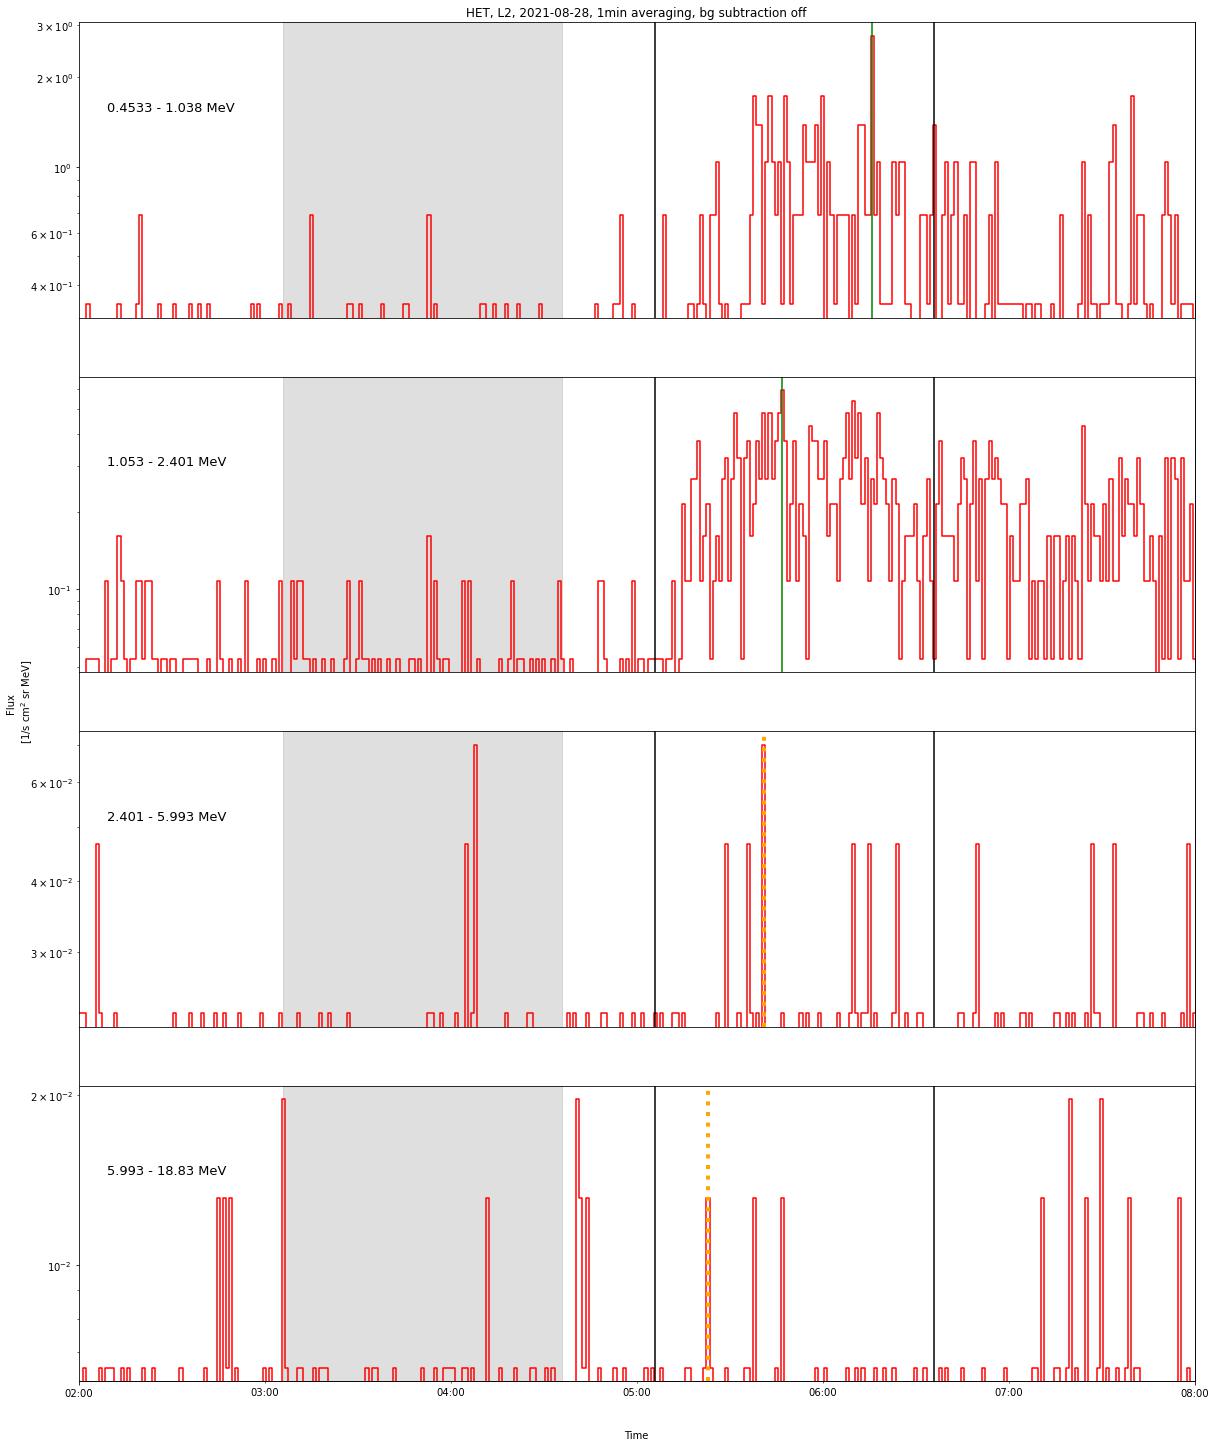 HET, L2, 2021-08-28, 1min averaging, bg subtraction off
3 × 10⁰
2 × 10⁰
0.4533 - 1.038 MeV
10⁰
6 × 10⁻¹
4 × 10⁻¹
1.053 - 2.401 MeV
10⁻¹
Flux
[1/s cm² sr MeV]
6 × 10⁻²
2.401 - 5.993 MeV
4 × 10⁻²
3 × 10⁻²
2 × 10⁻²
5.993 - 18.83 MeV
10⁻²
02:00 03:00 04:00 05:00 06:00 07:00 08:00
Time